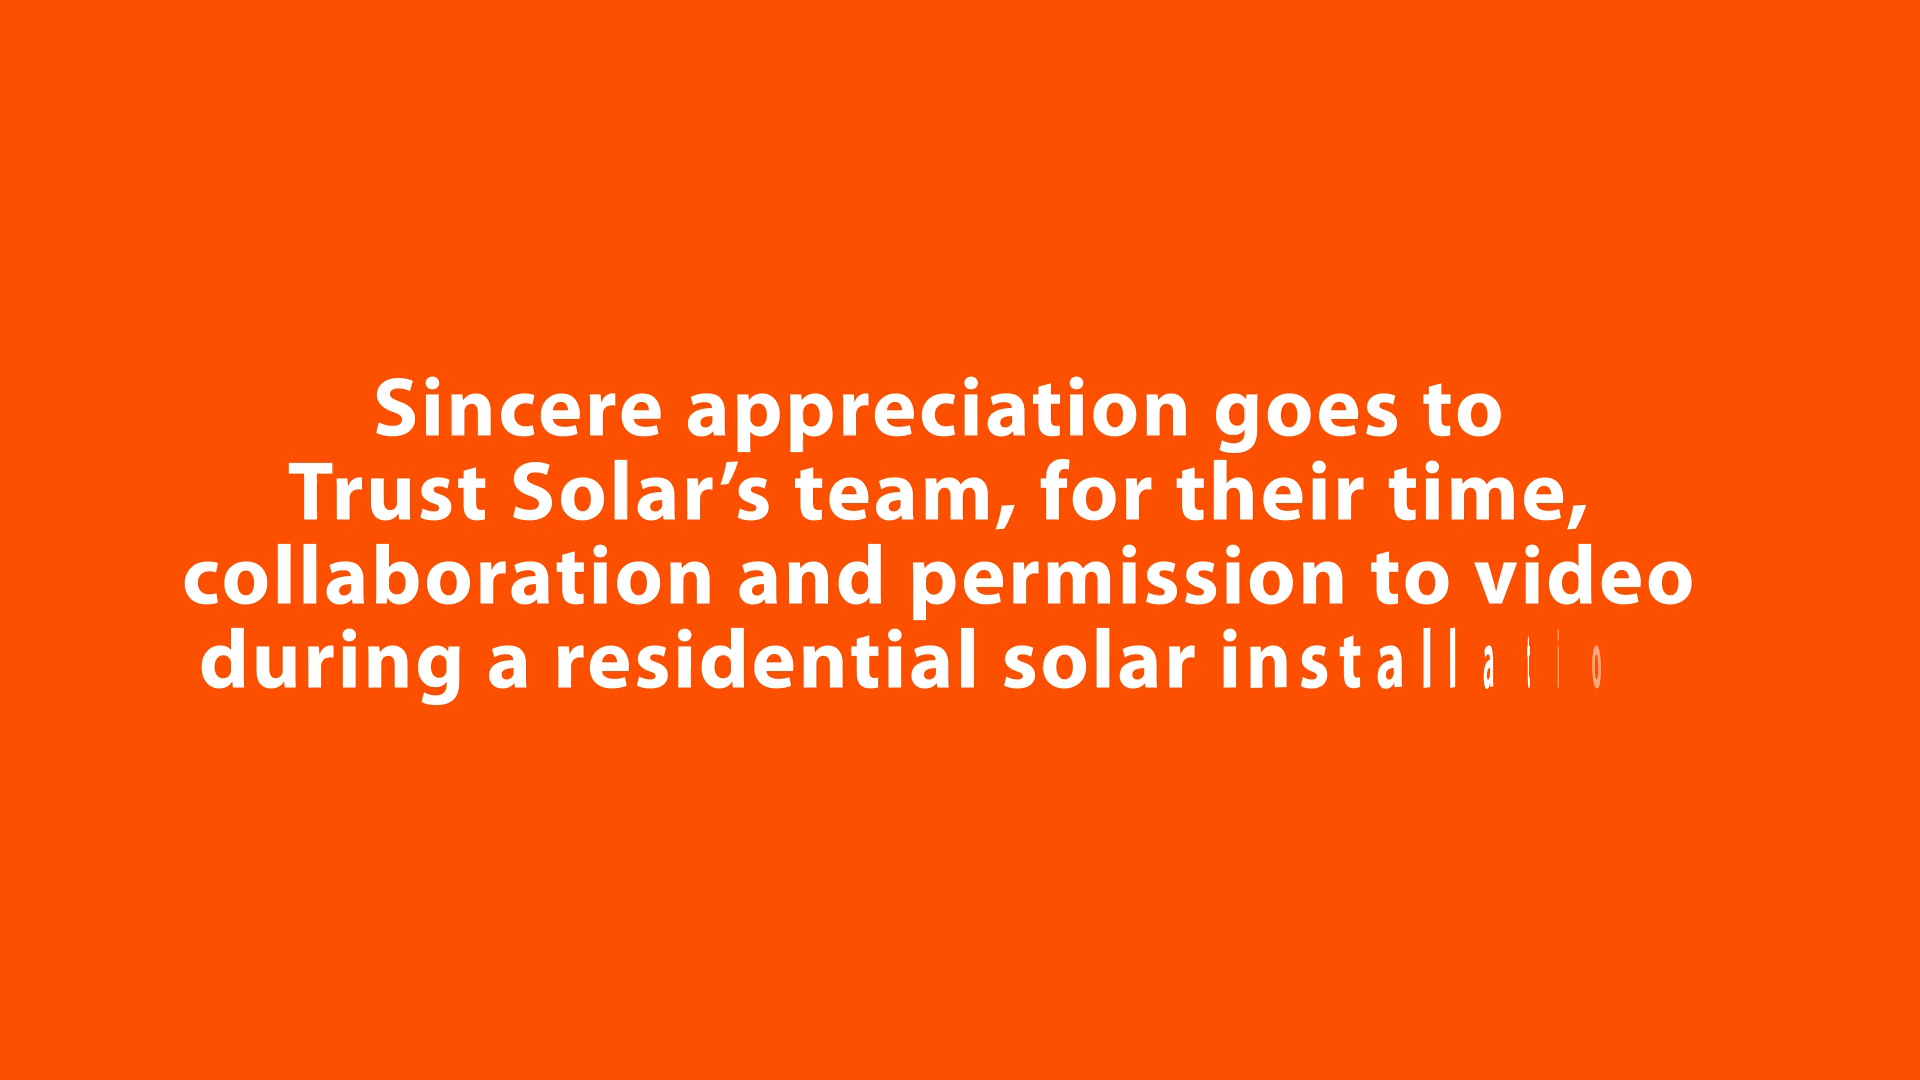 Sincere appreciation goes to
Trust Solar’s team, for their time,
collaboration and permission to video
during a residential solar installatio